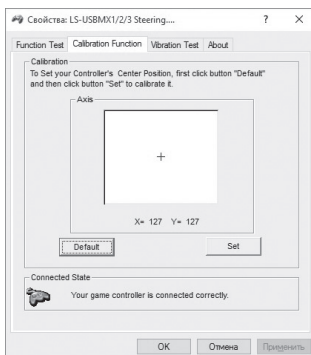 Свойства: LS-USBMX1/2/3 Steering.... ? ×
Function Test Calibration Function Vibration Test About
Calibration
To Set your Controller's Center Position, first click button "Default"
and then click button "Set" to calibrate it.
Axis
X= 127 Y= 127
Default Set
Connected State
Your game controller is connected correctly.
OK Отмена Применить